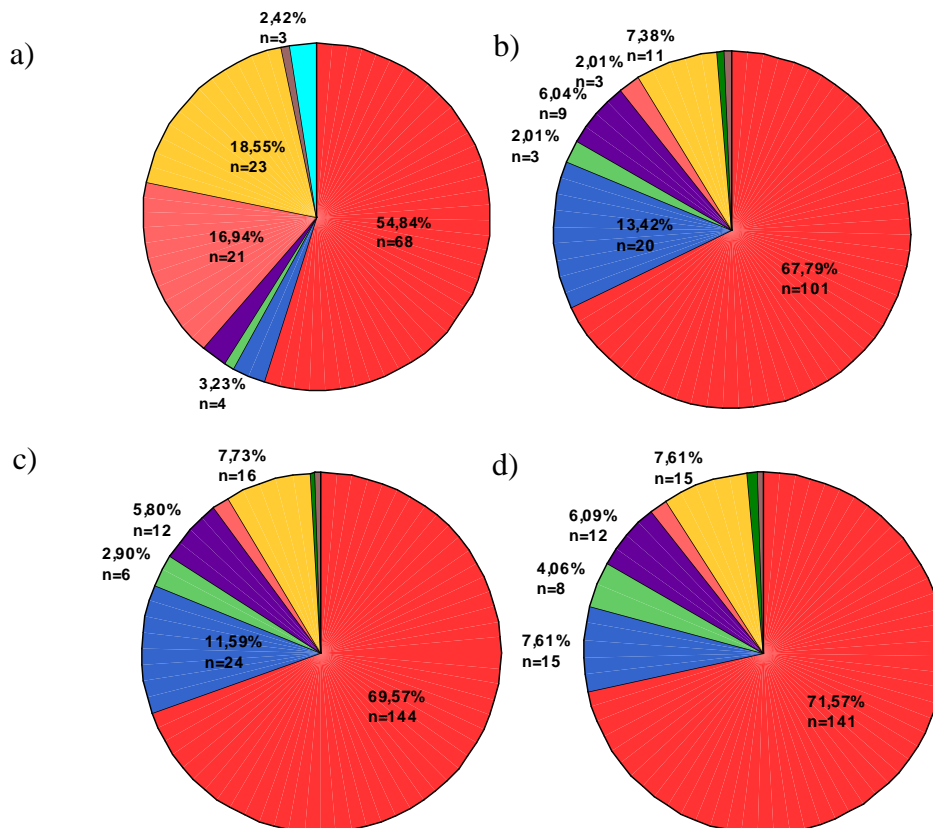 a)
2,42%
n=3
18,55%
n=23
16,94%
n=21
54,84%
n=68
3,23%
n=4
b)
7,38%
n=11
2,01%
n=3
6,04%
n=9
2,01%
n=3
13,42%
n=20
67,79%
n=101
c)
7,73%
n=16
5,80%
n=12
2,90%
n=6
11,59%
n=24
69,57%
n=144
d)
7,61%
n=15
6,09%
n=12
4,06%
n=8
7,61%
n=15
71,57%
n=141